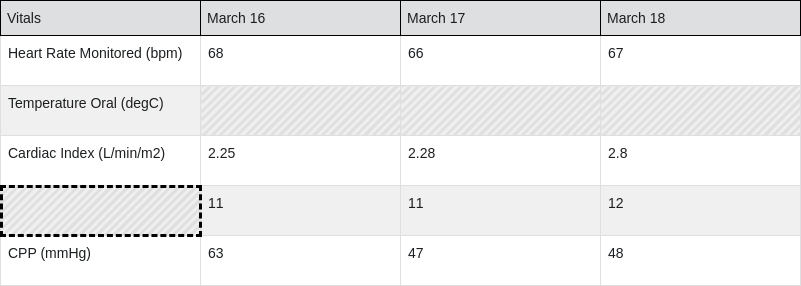 Vitals March 16 March 17 March 18
Heart Rate Monitored (bpm) 68 66 67
Temperature Oral (degC)
Cardiac Index (L/min/m2) 2.25 2.28 2.8
11 11 12
CPP (mmHg) 63 47 48